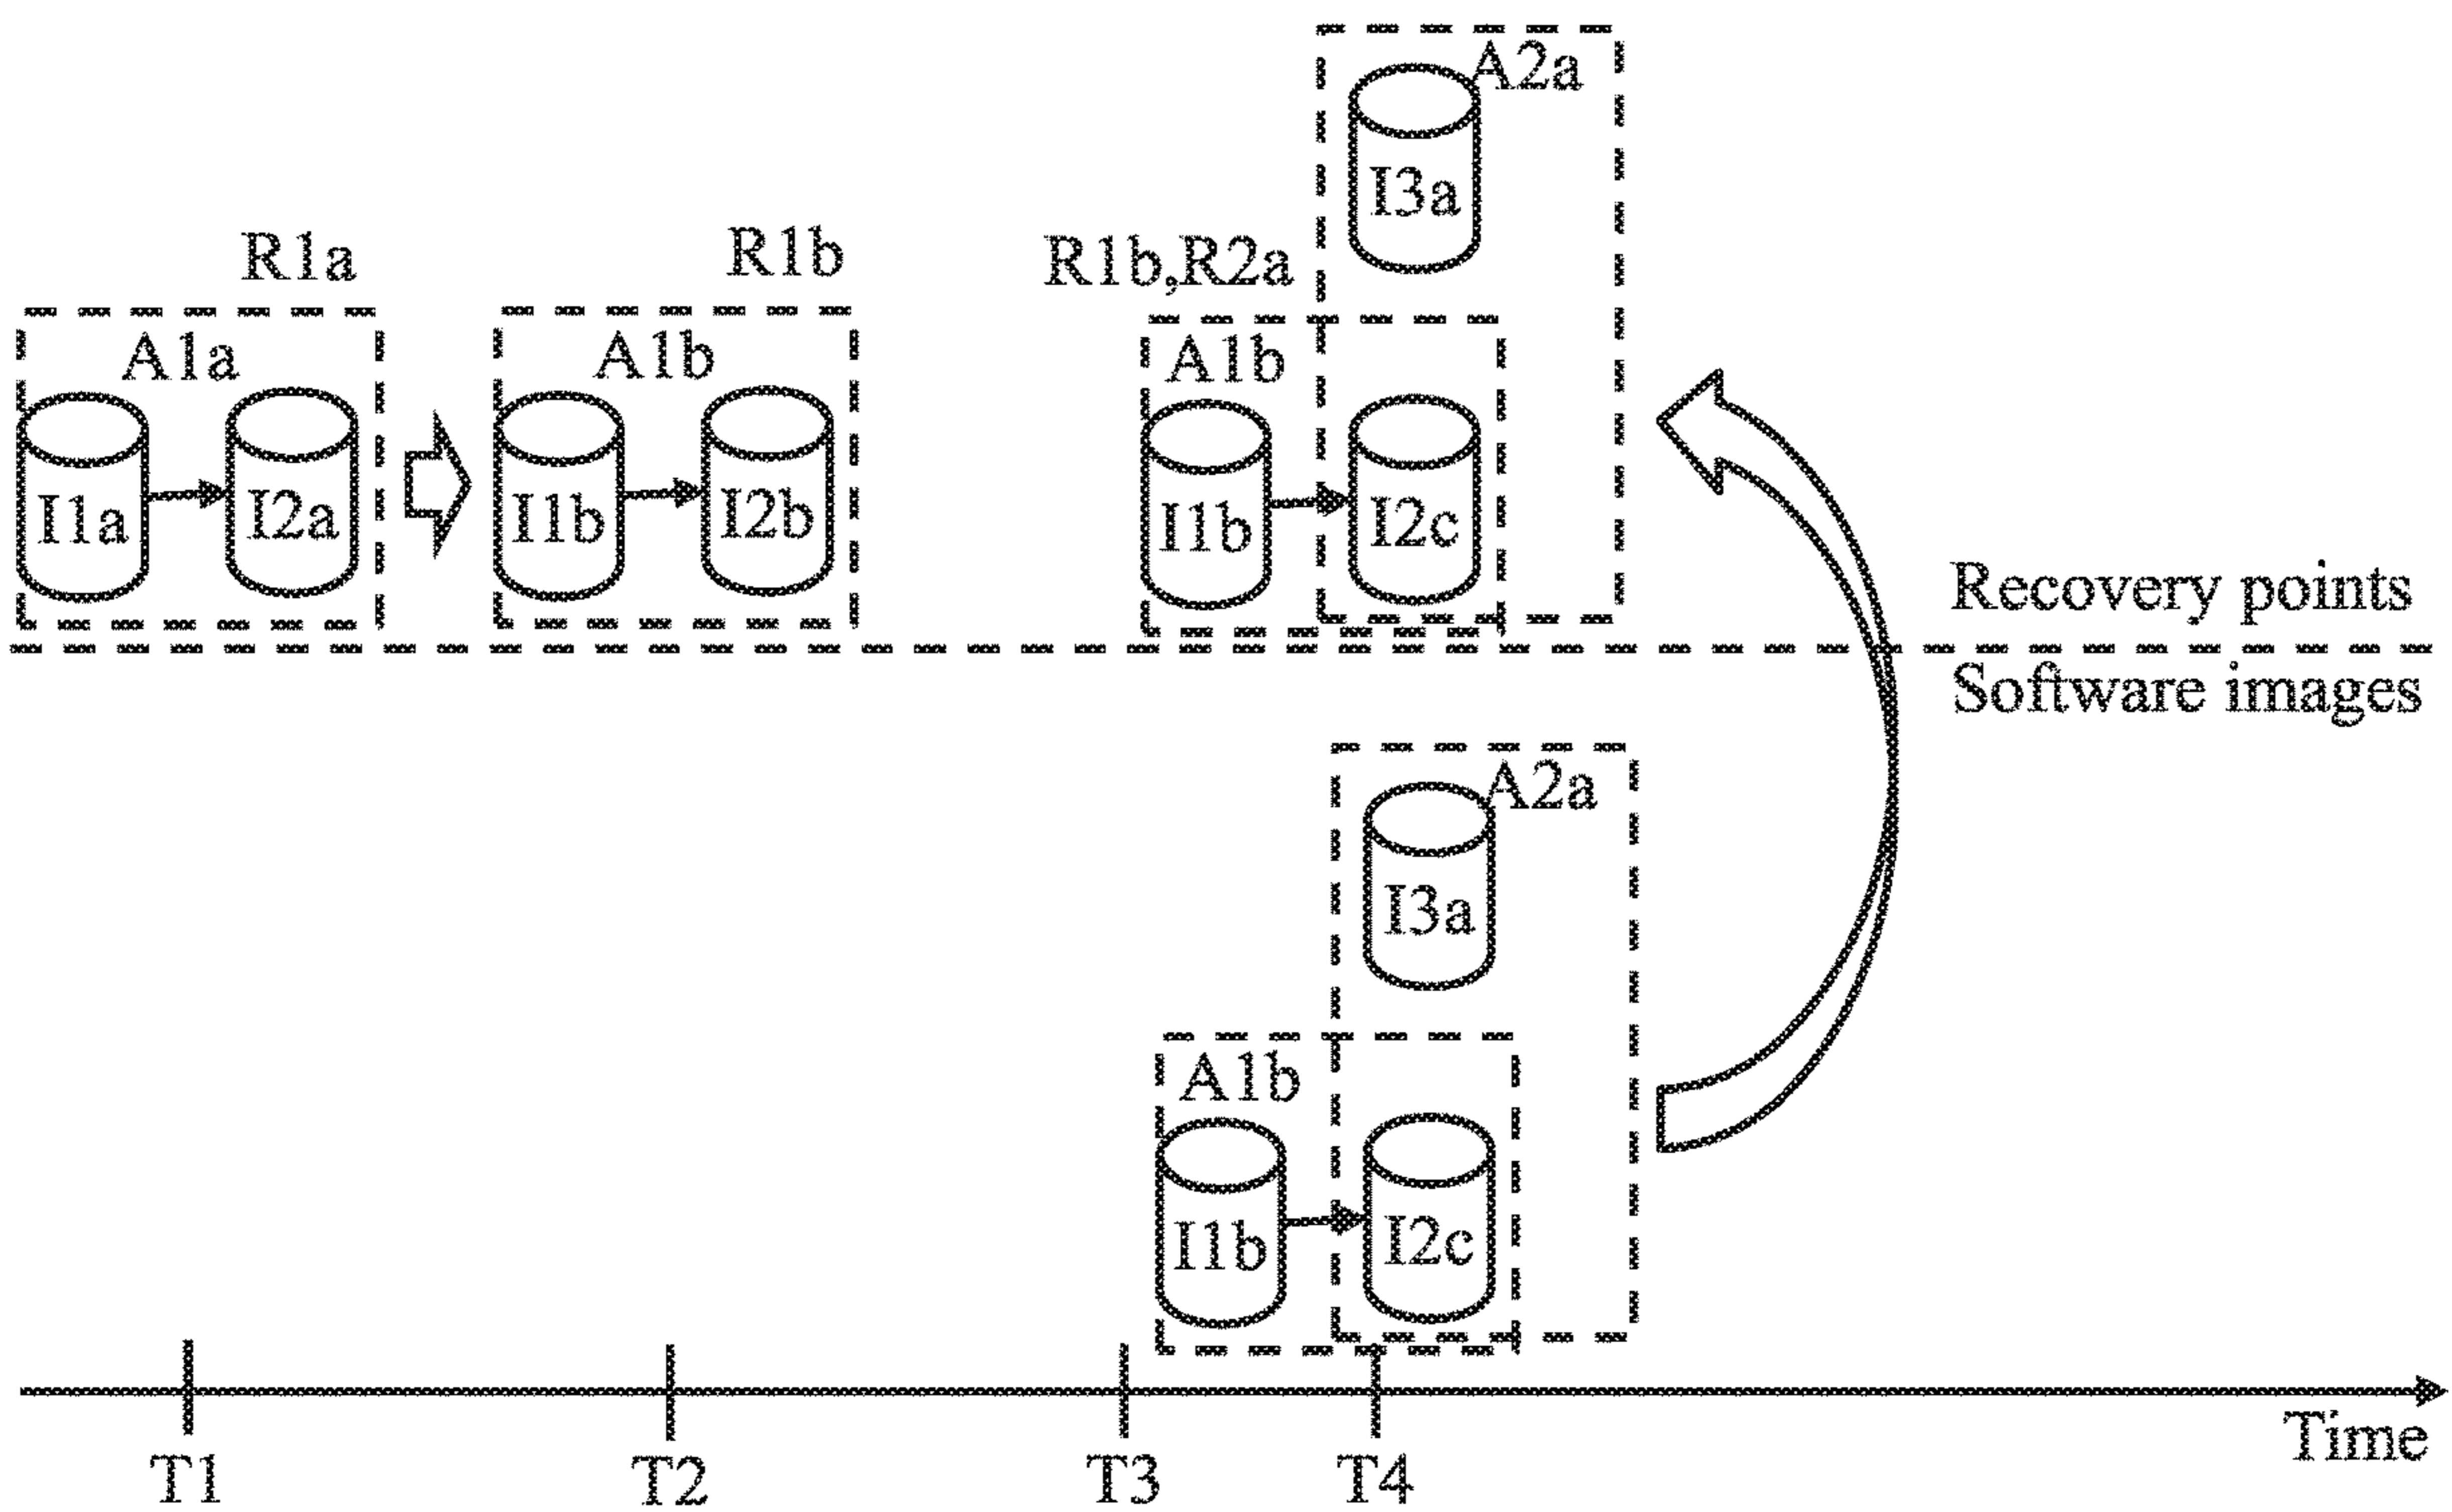 A2a
I3a
R1a
R1b
R1b,R2a
A1a
A1b
A1b
I1a
I2a
I1b
I2b
I1b
I2c
Recovery points
Software images
A2a
I3a
A1b
I1b
I2c
Time
T1
T2
T3
T4